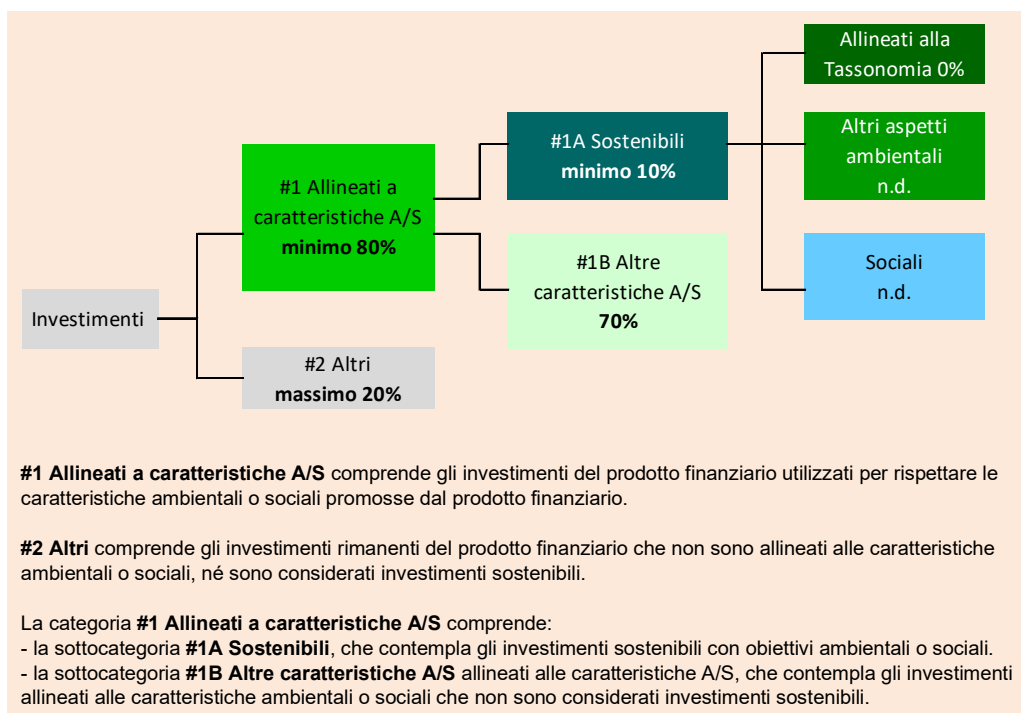 Allineati alla
Tassonomia 0%
#1A Sostenibili
minimo 10%
Altri aspetti
ambientali
n.d.
#1 Allineati a
caratteristiche A/S
minimo 80%
#1B Altre
caratteristiche A/S
70%
Sociali
n.d.
Investimenti
#2 Altri
massimo 20%
#1 Allineati a caratteristiche A/S comprende gli investimenti del prodotto finanziario utilizzati per rispettare le
caratteristiche ambientali o sociali promosse dal prodotto finanziario.
#2 Altri comprende gli investimenti rimanenti del prodotto finanziario che non sono allineati alle caratteristiche
ambientali o sociali, né sono considerati investimenti sostenibili.
La categoria #1 Allineati a caratteristiche A/S comprende:
- la sottocategoria #1A Sostenibili, che contempla gli investimenti sostenibili con obiettivi ambientali o sociali.
- la sottocategoria #1B Altre caratteristiche A/S allineati alle caratteristiche A/S, che contempla gli investimenti
allineati alle caratteristiche ambientali o sociali che non sono considerati investimenti sostenibili.